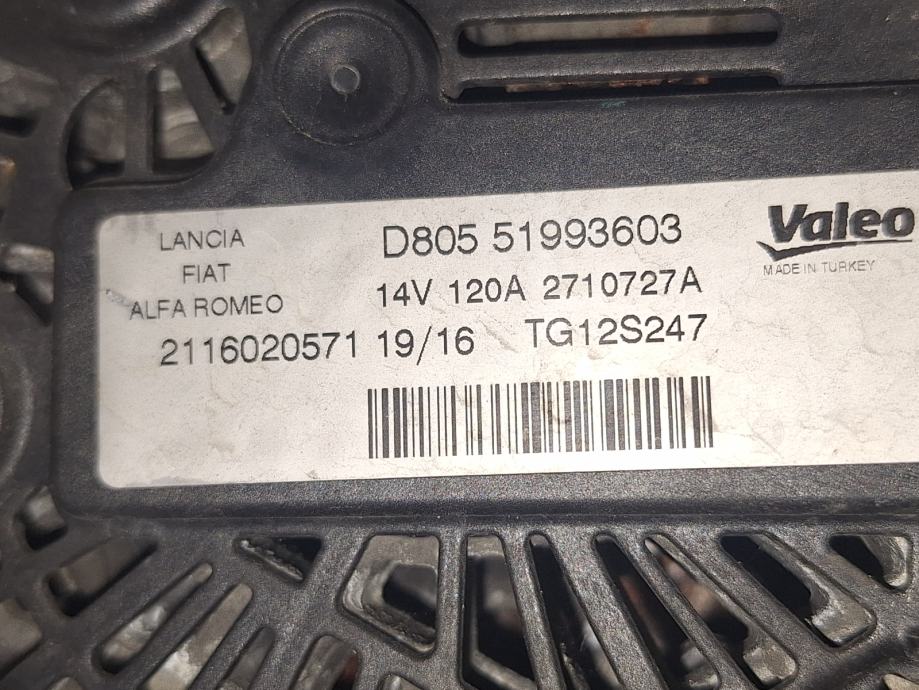 LANCIA
FIAT
ALFA ROMEO
D805 51993603
14V 120A 2710727A
2116020571 19/16 TG12S247
Valeo
MADE IN TURKEY